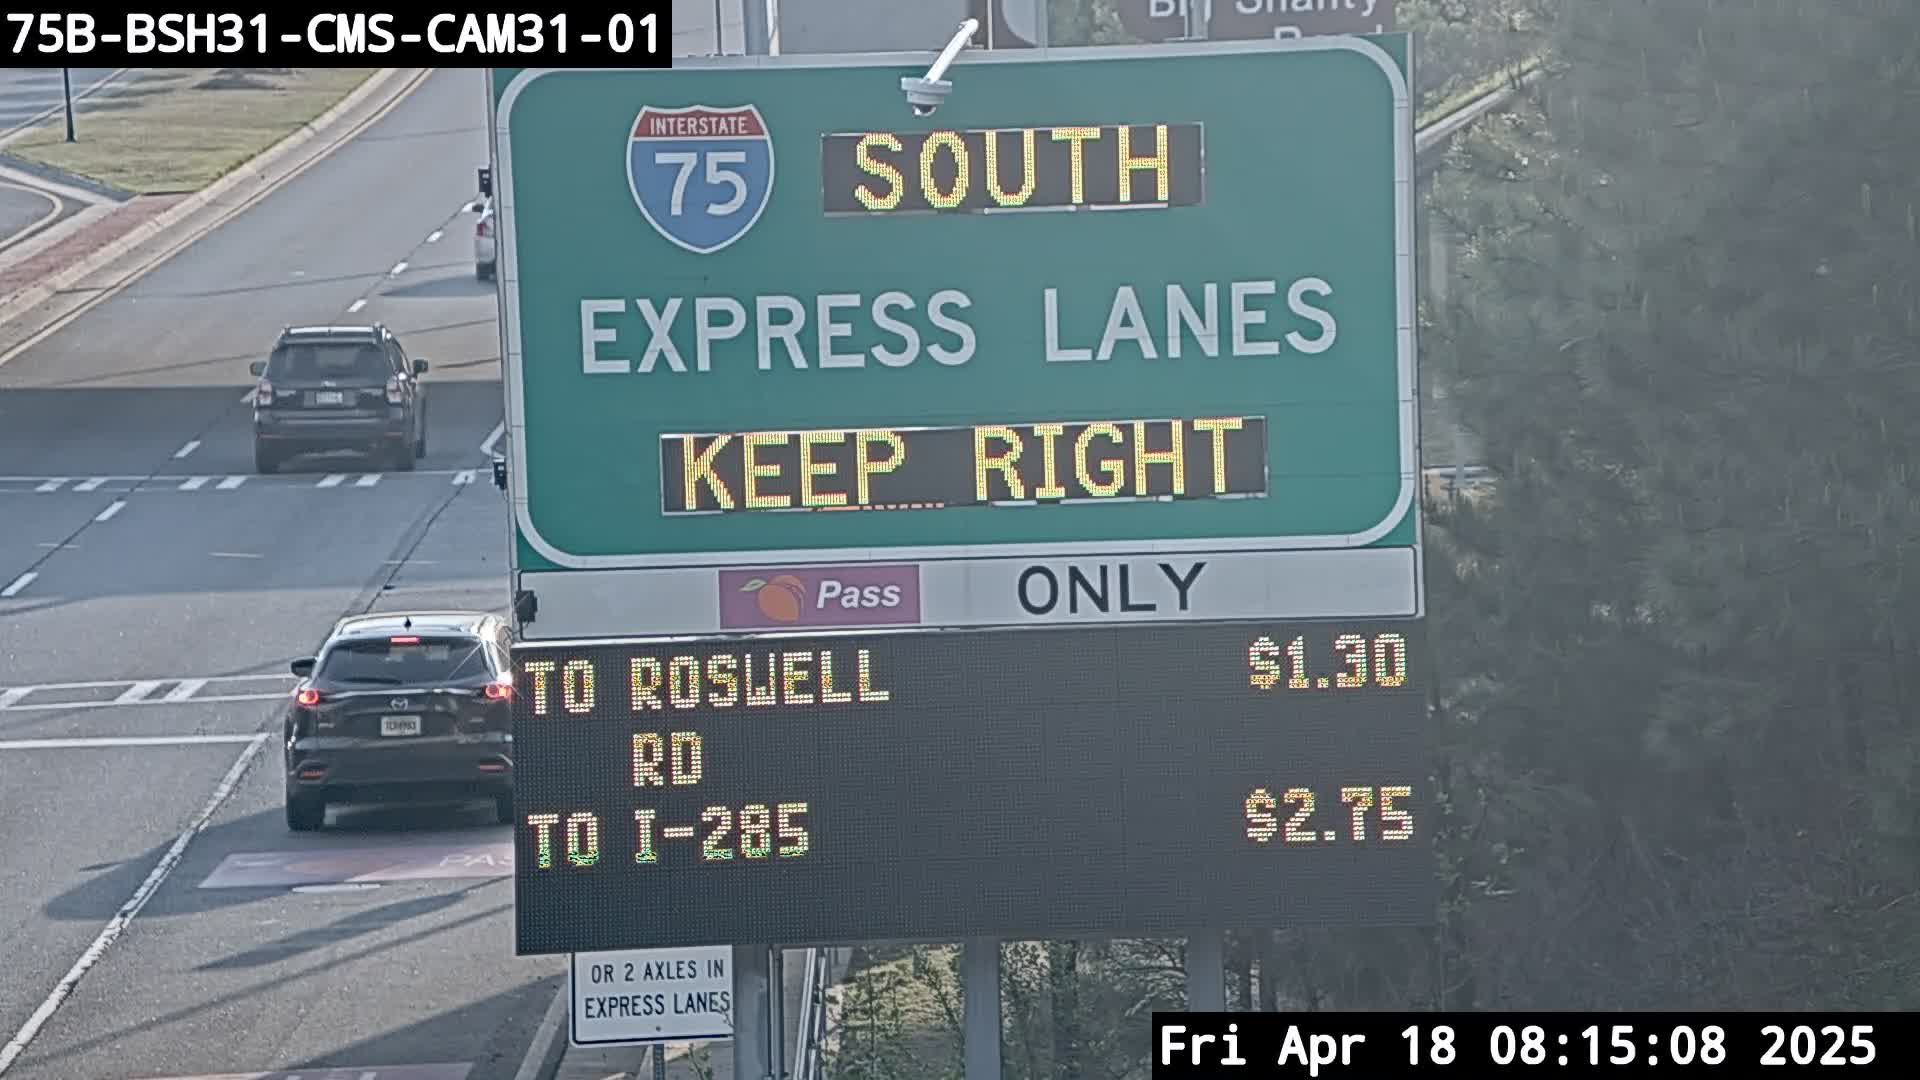 75B-BSH31-CMS-CAM31-01
Shanty
INTERSTATE
75
SOUTH
EXPRESS LANES
KEEP RIGHT
Pass ONLY
TO ROSWELL $1.30
RD
TO I-285 $2.75
OR 2 AXLES IN
EXPRESS LANES
Fri Apr 18 08:15:08 2025